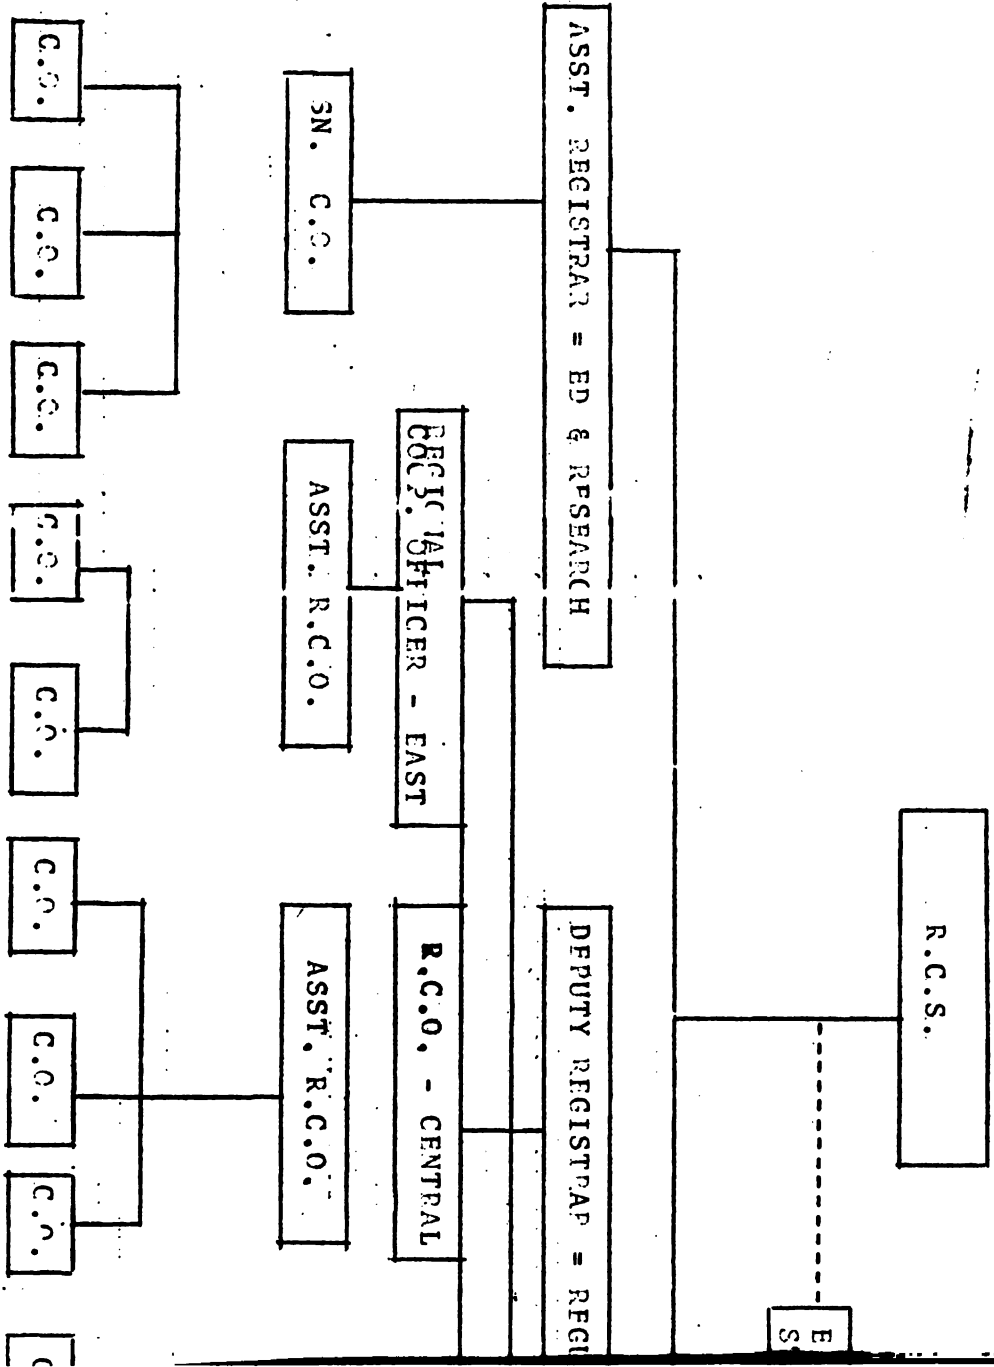 R.C.S.
E
S.
ASST. REGISTRAR = ED & RESEARCH
DEPUTY REGISTRAR = REGU
REGIONAL
COOP. OFFICER - EAST
R.C.O. - CENTRAL
SN. C.O.
ASST. R.C.O.
ASST. R.C.O.
C.O.
C.O.
C.O.
C.O.
C.O.
C.O.
C.O.
C.O.